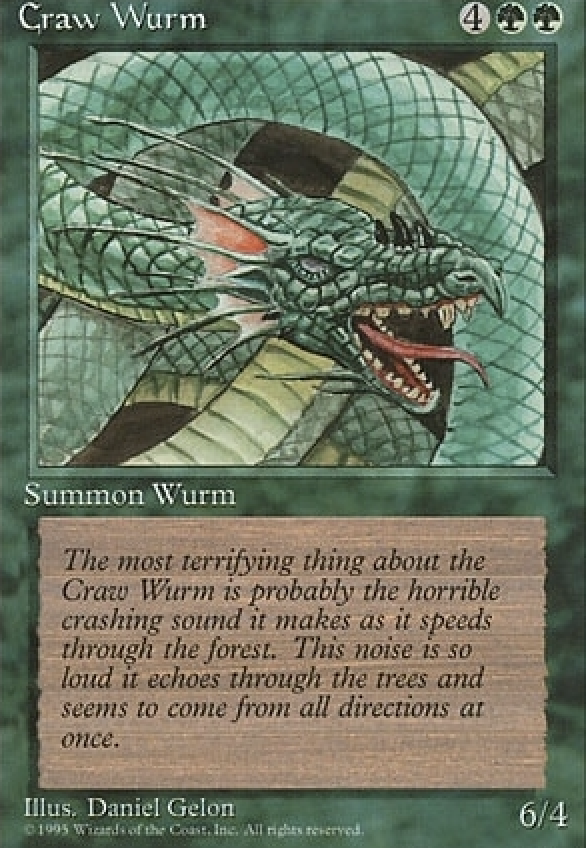 Craw Wurm
4
Summon Wurm
The most terrifying thing about the
Craw Wurm is probably the horrible
crashing sound it makes as it speeds
through the forest. This noise is so
loud it echoes through the trees and
seems to come from all directions at
once.
Illus. Daniel Gelon
6/4
© 1995 Wizards of the Coast, Inc. All rights reserved.